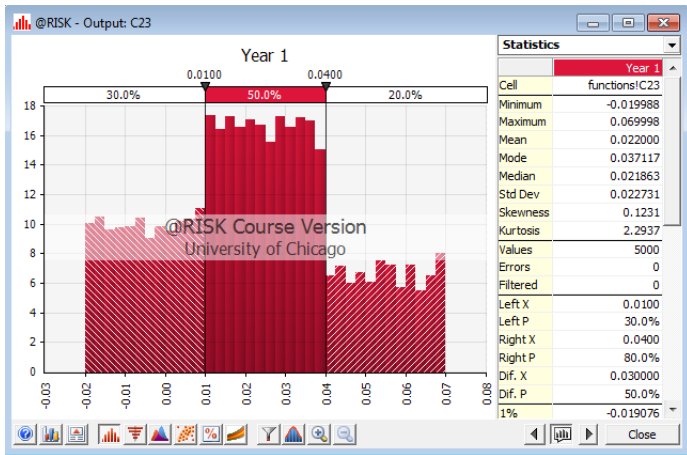 @RISK - Output: C23
Year 1
0.0100 0.0400
30.0% 50.0% 20.0%
18
16
14
12
10
8
6
4
2
0
-0.03 -0.02 -0.01 0.00 0.01 0.02 0.03 0.04 0.05 0.06 0.07 0.08
@RISK Course Version
University of Chicago
Statistics
Year 1
Cell functions!C23
Minimum -0.019988
Maximum 0.069998
Mean 0.022000
Mode 0.037117
Median 0.021863
Std Dev 0.022731
Skewness 0.1231
Kurtosis 2.2937
Values 5000
Errors 0
Filtered 0
Left X 0.0100
Left P 30.0%
Right X 0.0400
Right P 80.0%
Dif. X 0.030000
Dif. P 50.0%
1% -0.019076
Close